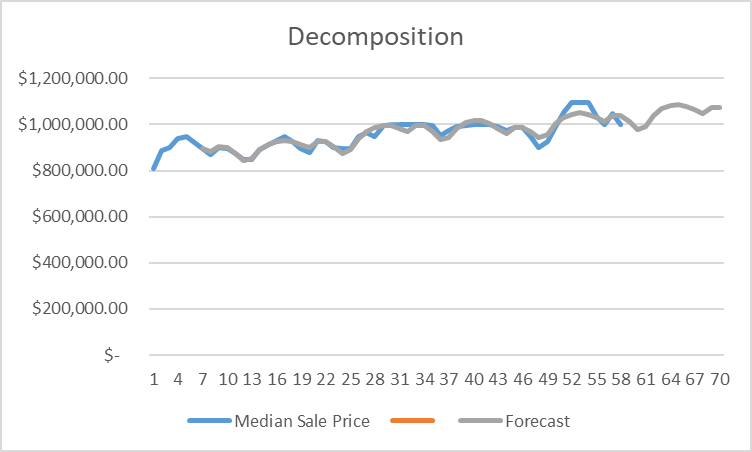 Decomposition
$1,200,000.00
$1,000,000.00
$800,000.00
$600,000.00
$400,000.00
$200,000.00
$-
1 4 7 10 13 16 19 22 25 28 31 34 37 40 43 46 49 52 55 58 61 64 67 70
Median Sale Price Forecast